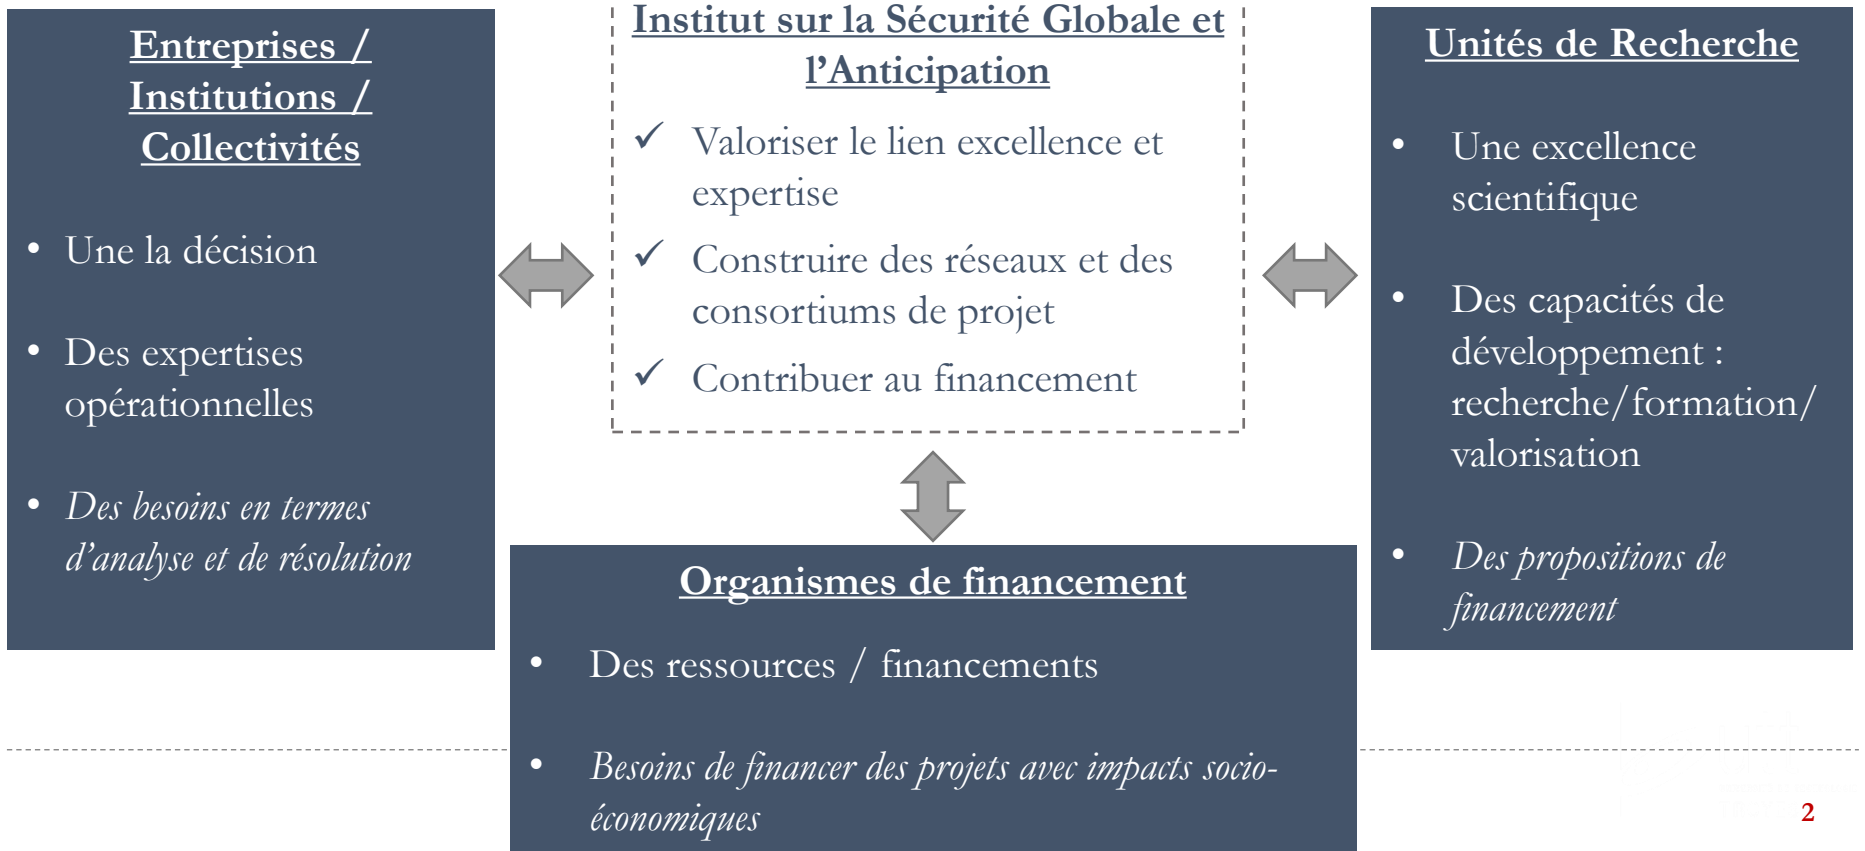 Entreprises /
Institutions /
Collectivités
• Une la décision
• Des expertises
opérationnelles
• Des besoins en termes
d’analyse et de résolution
Institut sur la Sécurité Globale et
l’Anticipation
✓ Valoriser le lien excellence et
expertise
✓ Construire des réseaux et des
consortiums de projet
✓ Contribuer au financement
Unités de Recherche
• Une excellence
scientifique
• Des capacités de
développement :
recherche/formation/
valorisation
• Des propositions de
financement
Organismes de financement
• Des ressources / financements
• Besoins de financer des projets avec impacts socio-
économiques
2